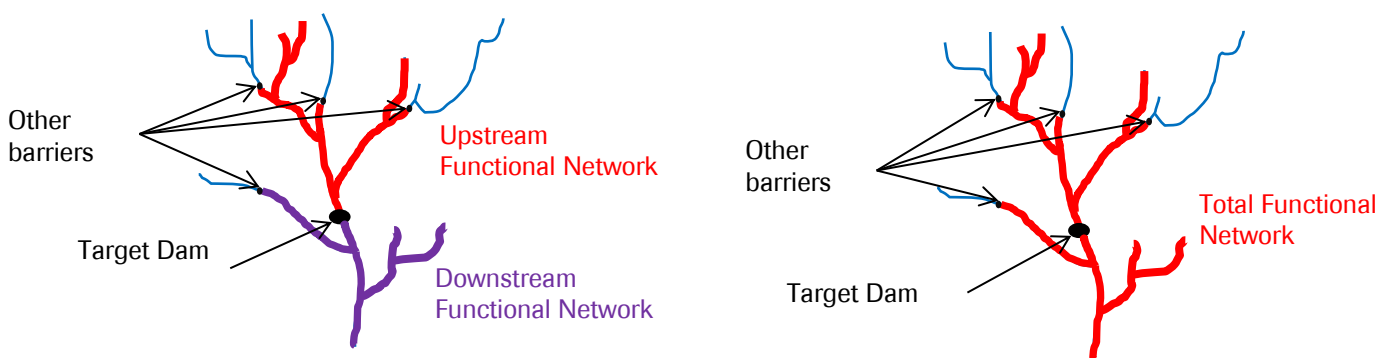 Other
barriers
Upstream
Functional Network
Target Dam
Downstream
Functional Network
Other
barriers
Total Functional
Network
Target Dam